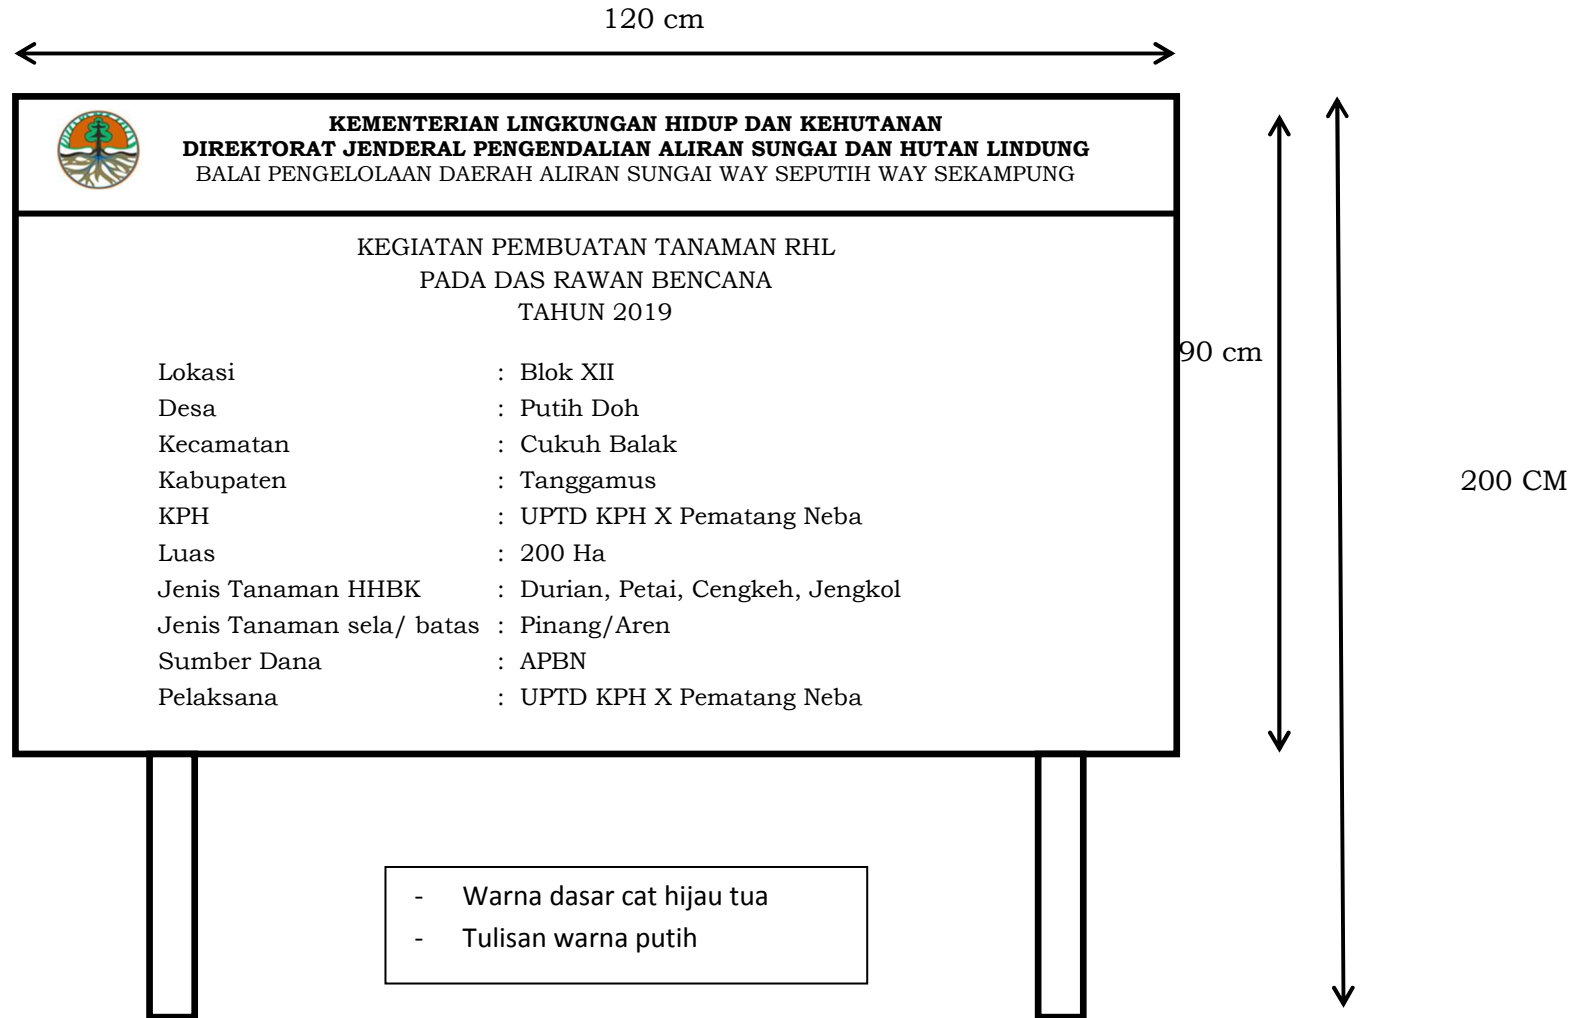 120 cm
KEMENTERIAN LINGKUNGAN HIDUP DAN KEHUTANAN
DIREKTORAT JENDERAL PENGENDALIAN ALIRAN SUNGAI DAN HUTAN LINDUNG
BALAI PENGELOLAAN DAERAH ALIRAN SUNGAI WAY SEPUTIH WAY SEKAMPUNG
KEGIATAN PEMBUATAN TANAMAN RHL
PADA DAS RAWAN BENCANA
TAHUN 2019
90 cm
Lokasi : Blok XII
Desa : Putih Doh
Kecamatan : Cukuh Balak
Kabupaten : Tanggamus
200 CM
KPH : UPTD KPH X Pematang Neba
Luas : 200 Ha
Jenis Tanaman HHBK : Durian, Petai, Cengkeh, Jengkol
Jenis Tanaman sela/ batas : Pinang/Aren
Sumber Dana : APBN
Pelaksana : UPTD KPH X Pematang Neba
- Warna dasar cat hijau tua
- Tulisan warna putih